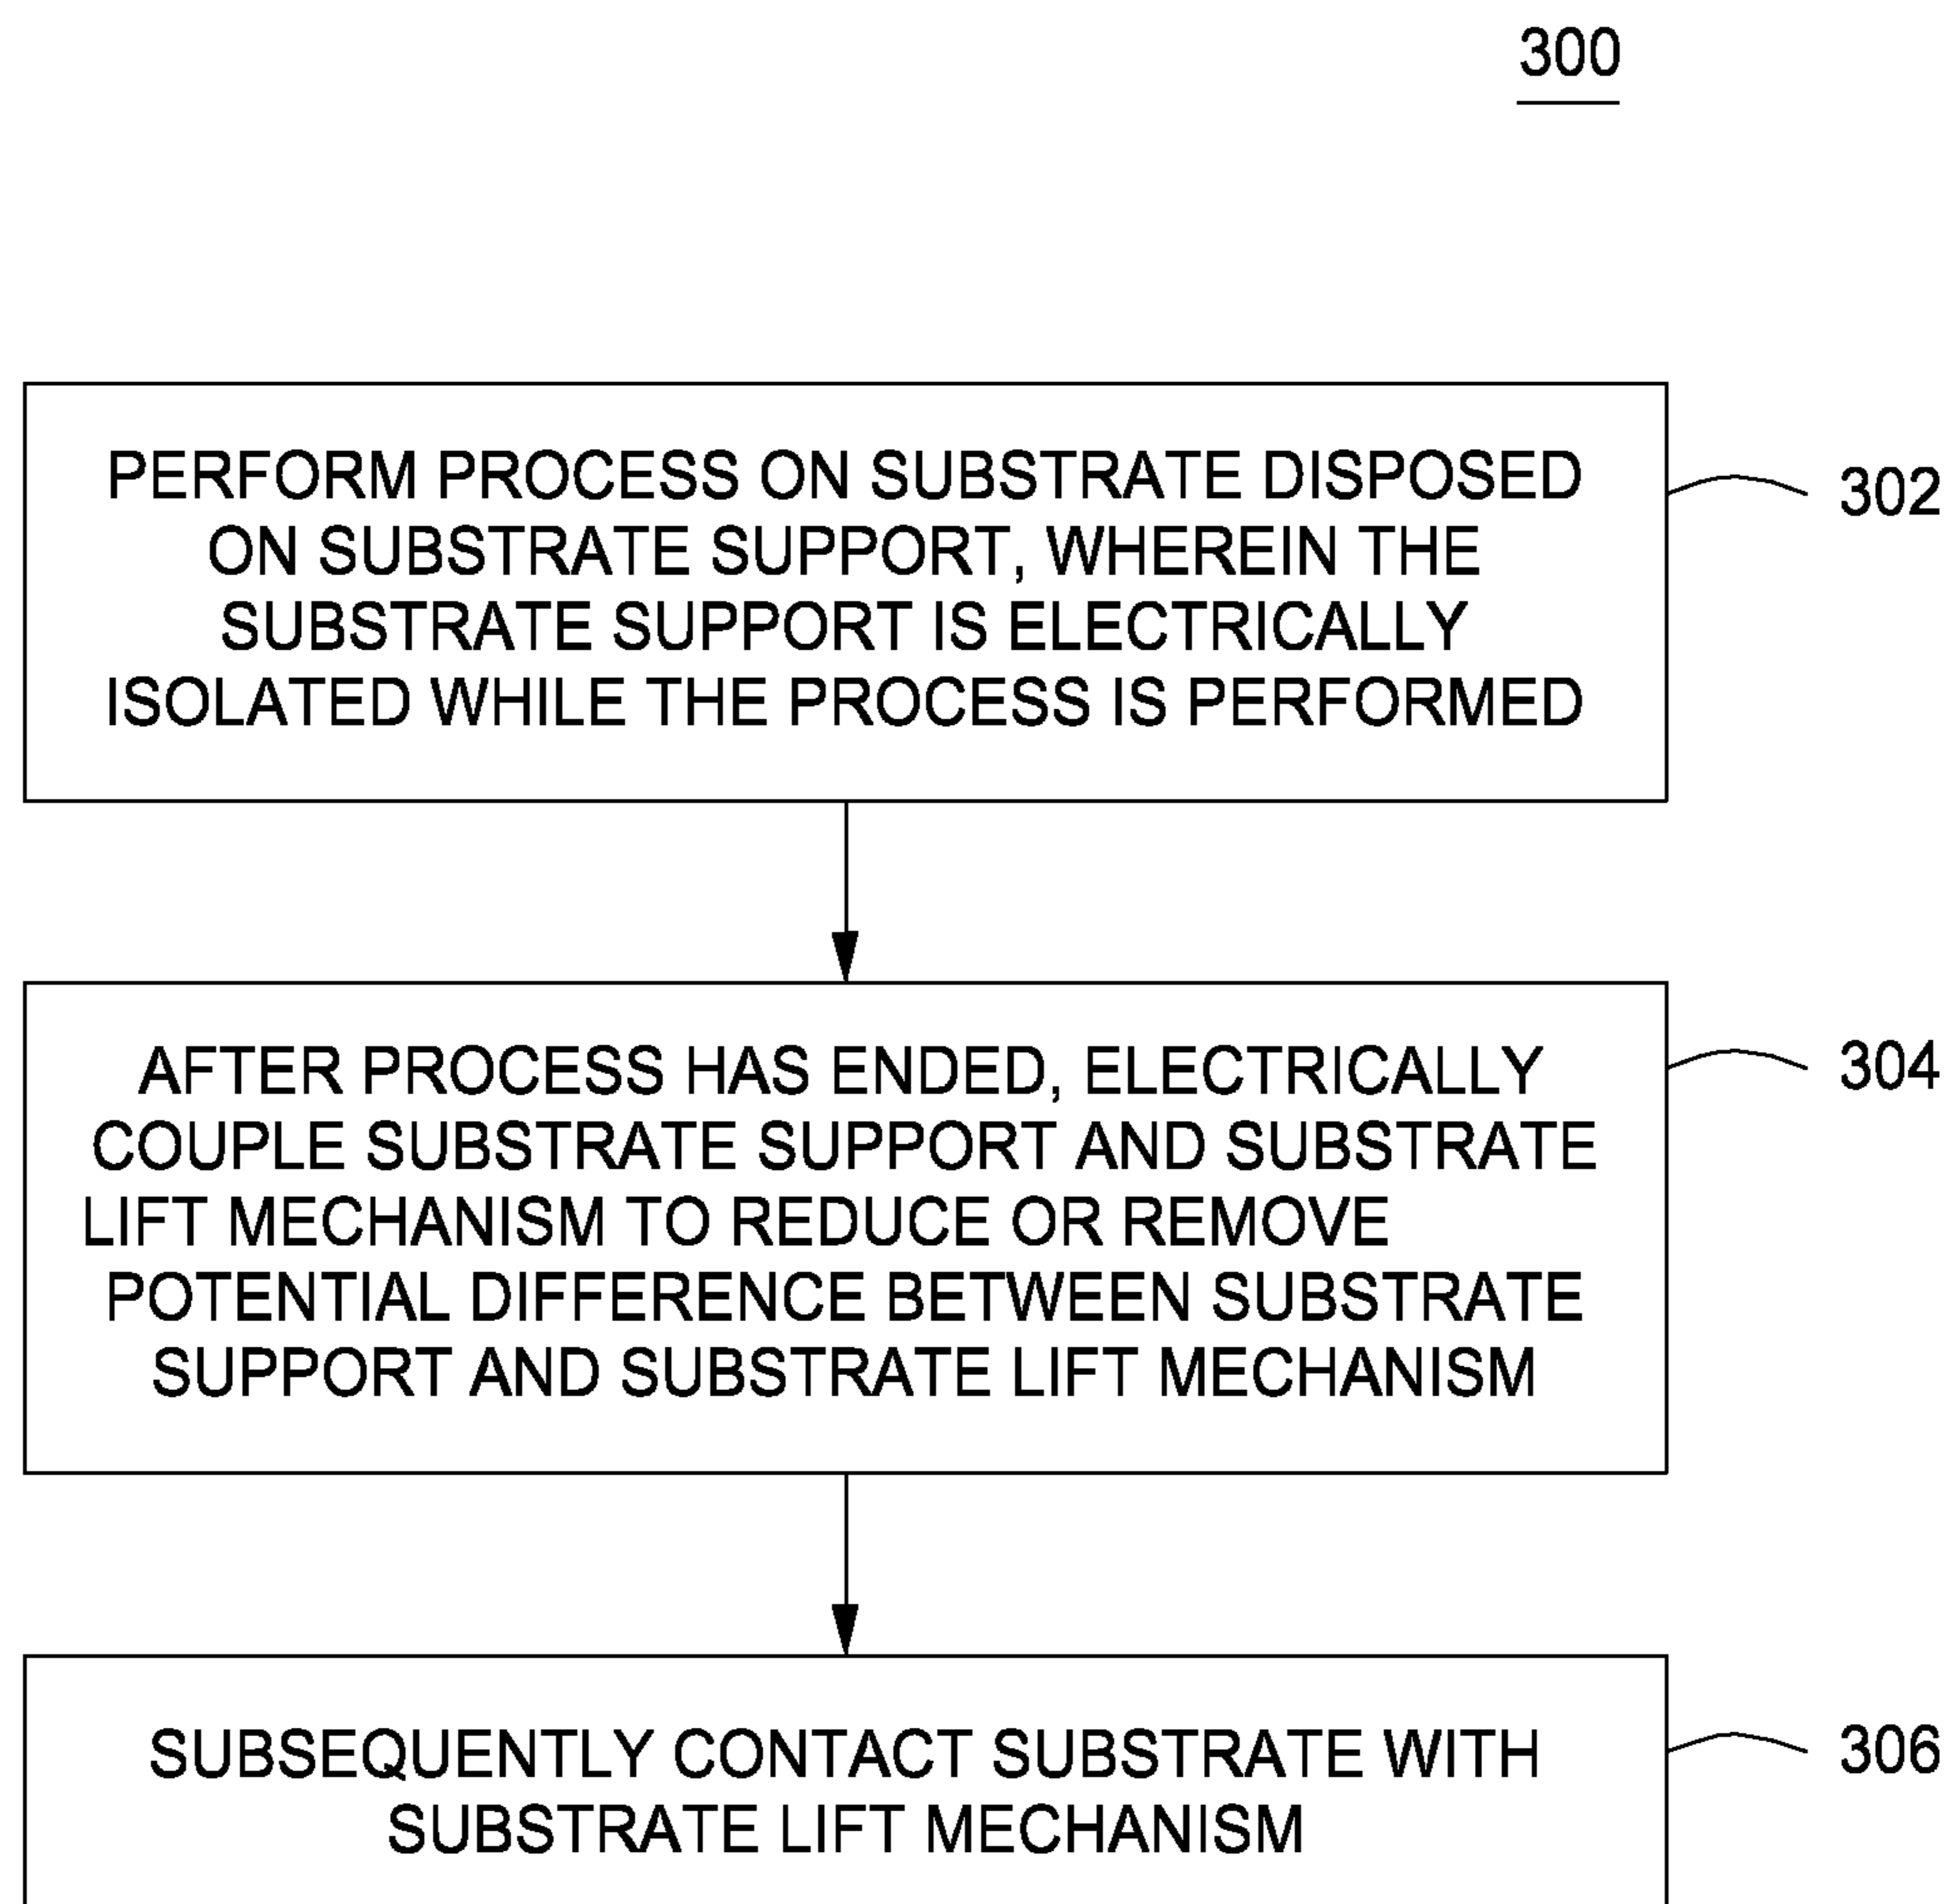 300
PERFORM PROCESS ON SUBSTRATE DISPOSED
ON SUBSTRATE SUPPORT, WHEREIN THE
SUBSTRATE SUPPORT IS ELECTRICALLY
ISOLATED WHILE THE PROCESS IS PERFORMED
302
AFTER PROCESS HAS ENDED, ELECTRICALLY
COUPLE SUBSTRATE SUPPORT AND SUBSTRATE
LIFT MECHANISM TO REDUCE OR REMOVE
POTENTIAL DIFFERENCE BETWEEN SUBSTRATE
SUPPORT AND SUBSTRATE LIFT MECHANISM
304
SUBSEQUENTLY CONTACT SUBSTRATE WITH
SUBSTRATE LIFT MECHANISM
306